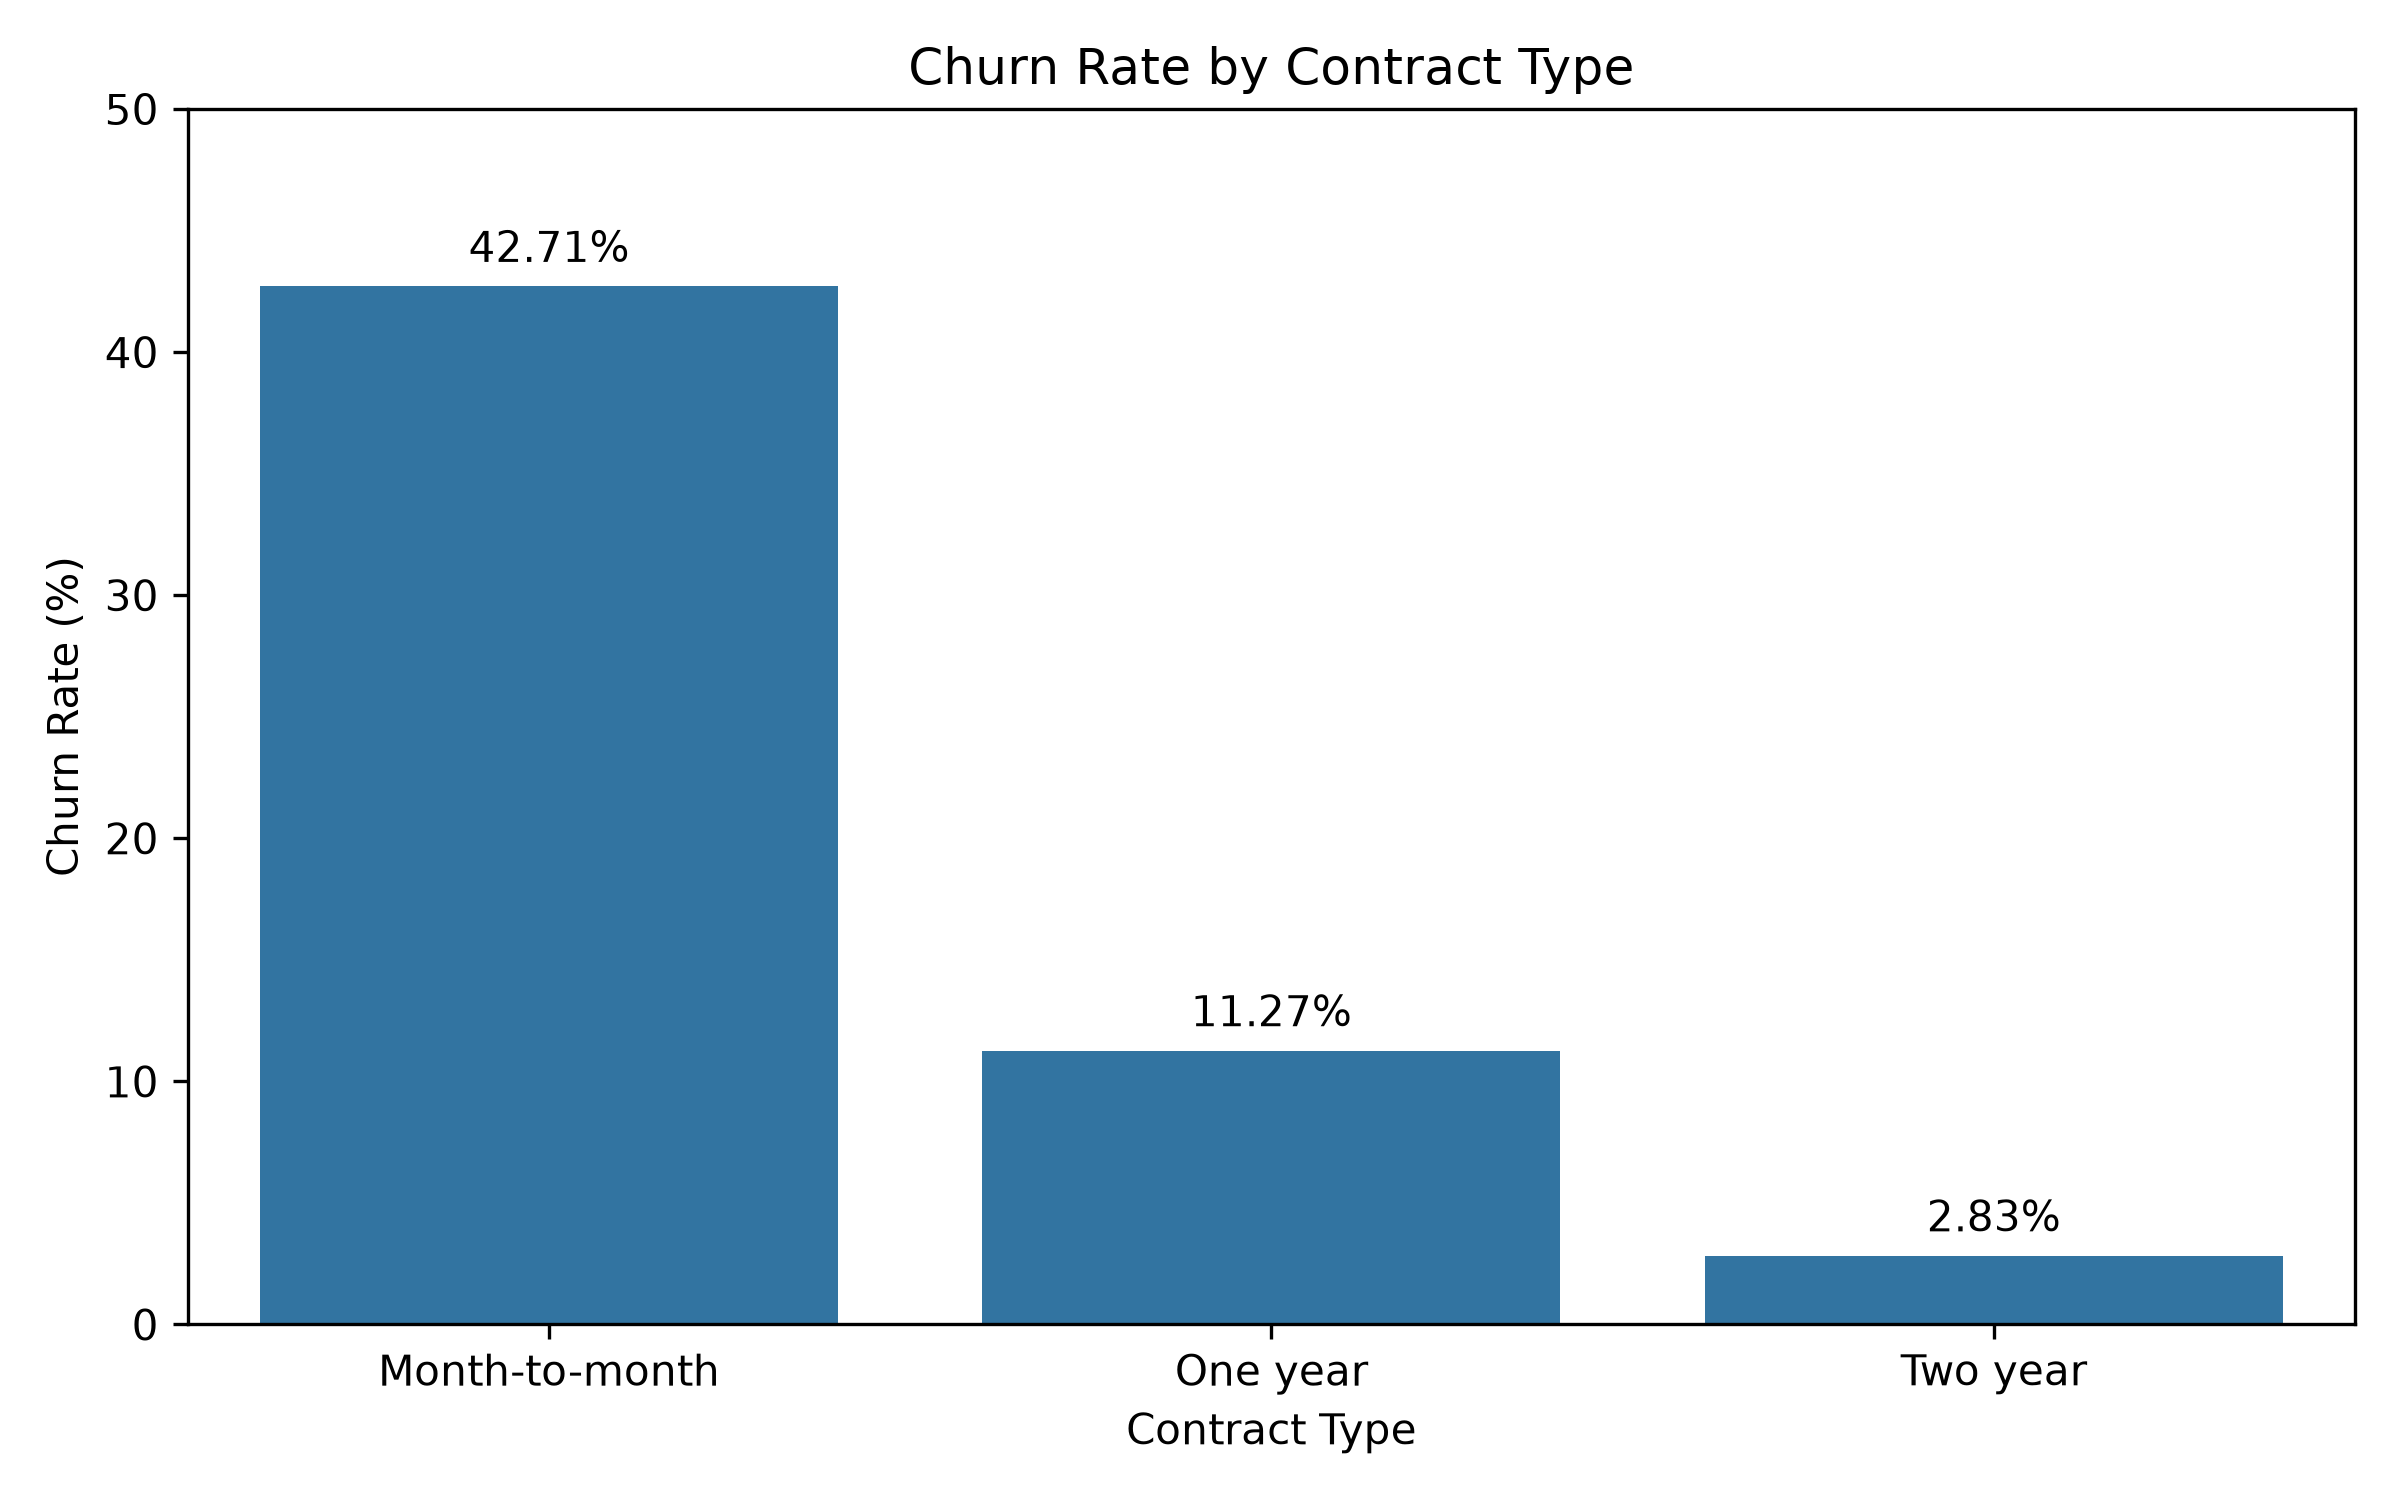 Churn Rate by Contract Type
Churn Rate (%)
50
40
30
20
10
0
42.71%
11.27%
2.83%
Month-to-month
One year
Two year
Contract Type